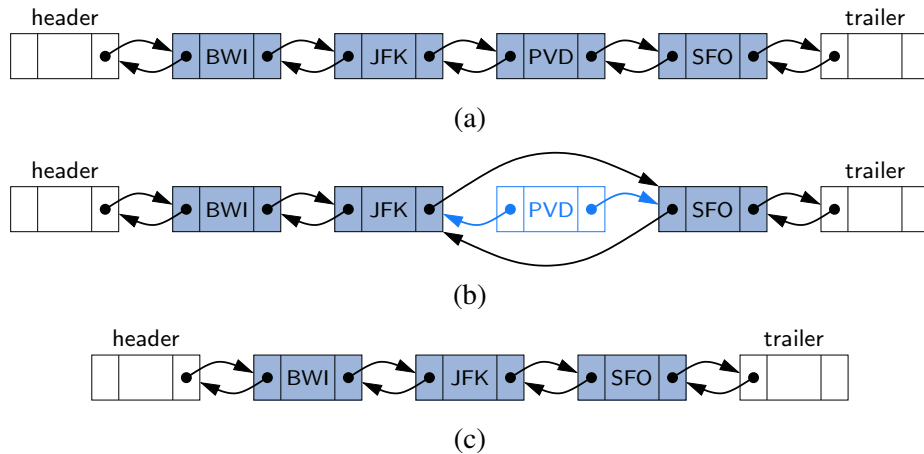 header trailer
BWI JFK PVD SFO
(a)
header trailer
BWI JFK PVD SFO
(b)
header trailer
BWI JFK SFO
(c)